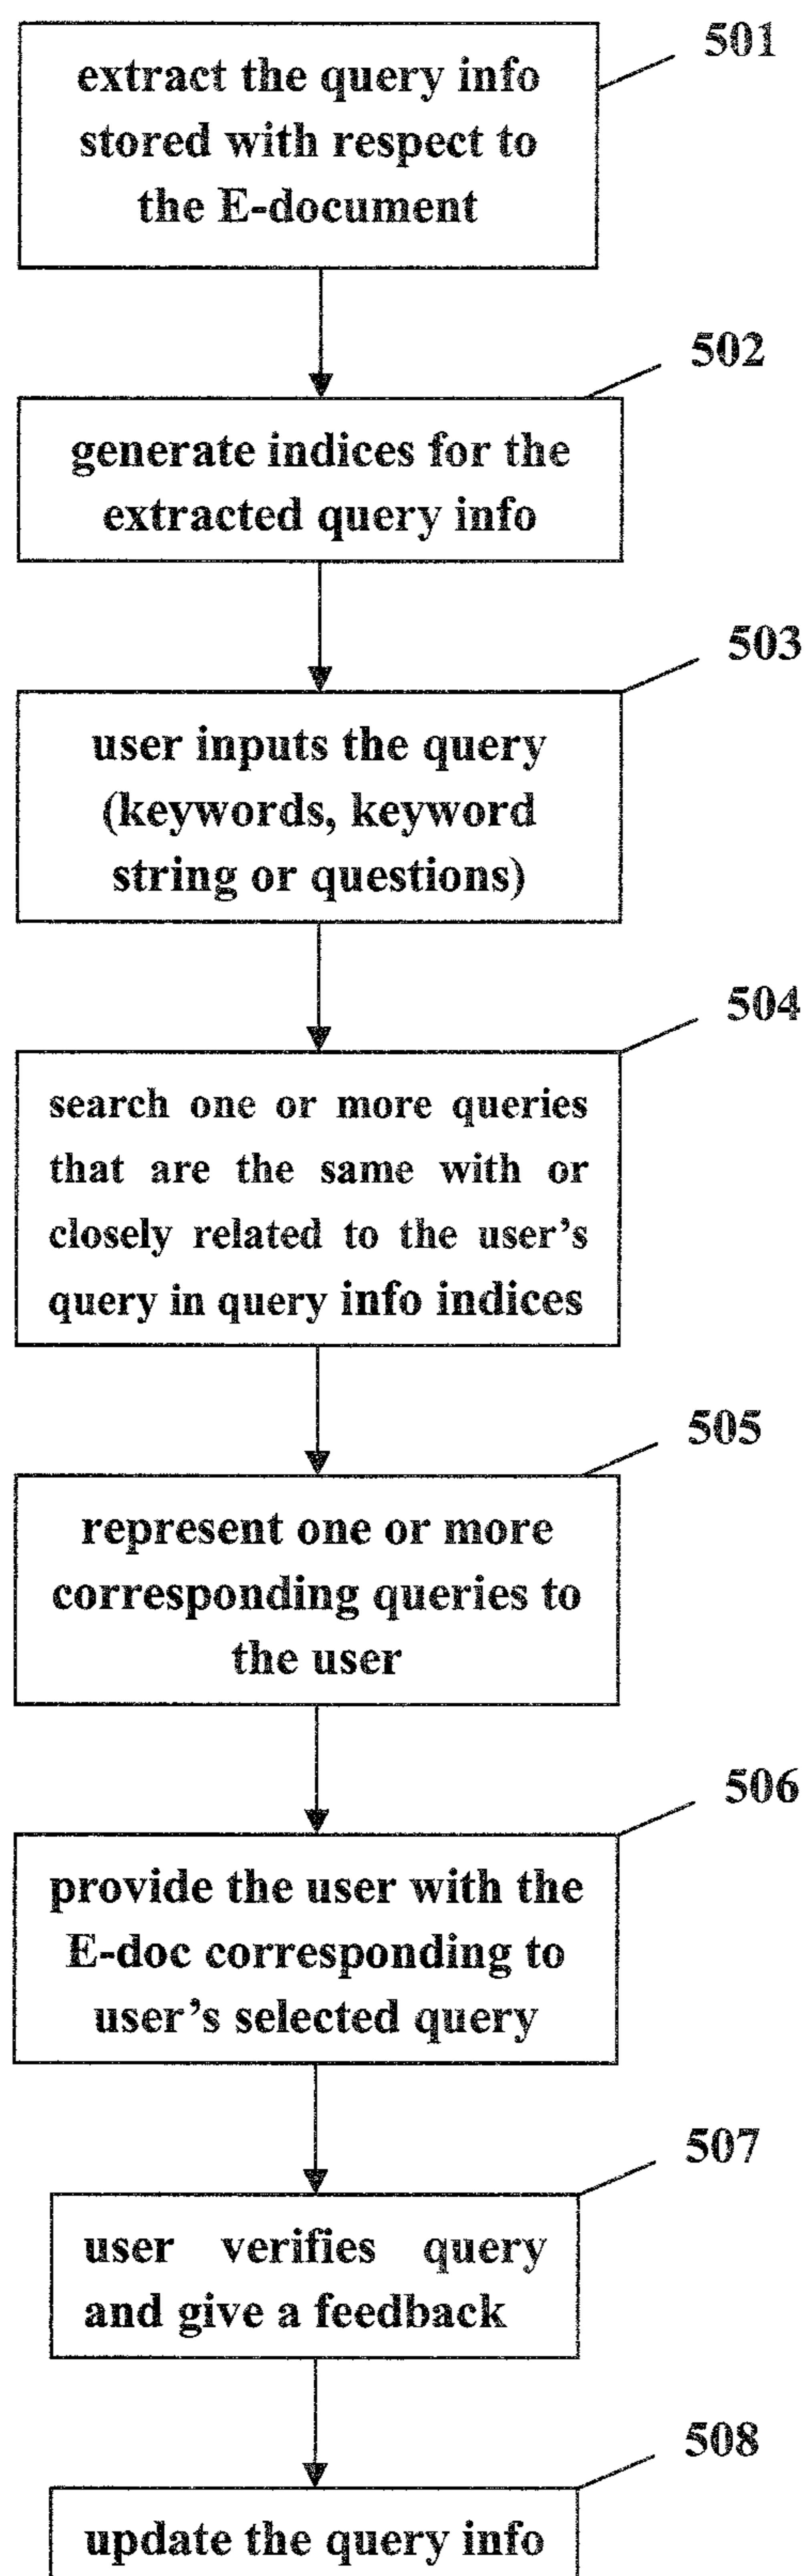 501
extract the query info
stored with respect to
the E-document
502
generate indices for the
extracted query info
503
user inputs the query
(keywords, keyword
string or questions)
504
search one or more queries
that are the same with or
closely related to the user's
query in query info indices
505
represent one or more
corresponding queries to
the user
506
provide the user with the
E-doc corresponding to
user's selected query
507
user verifies query
and give a feedback
508
update the query info